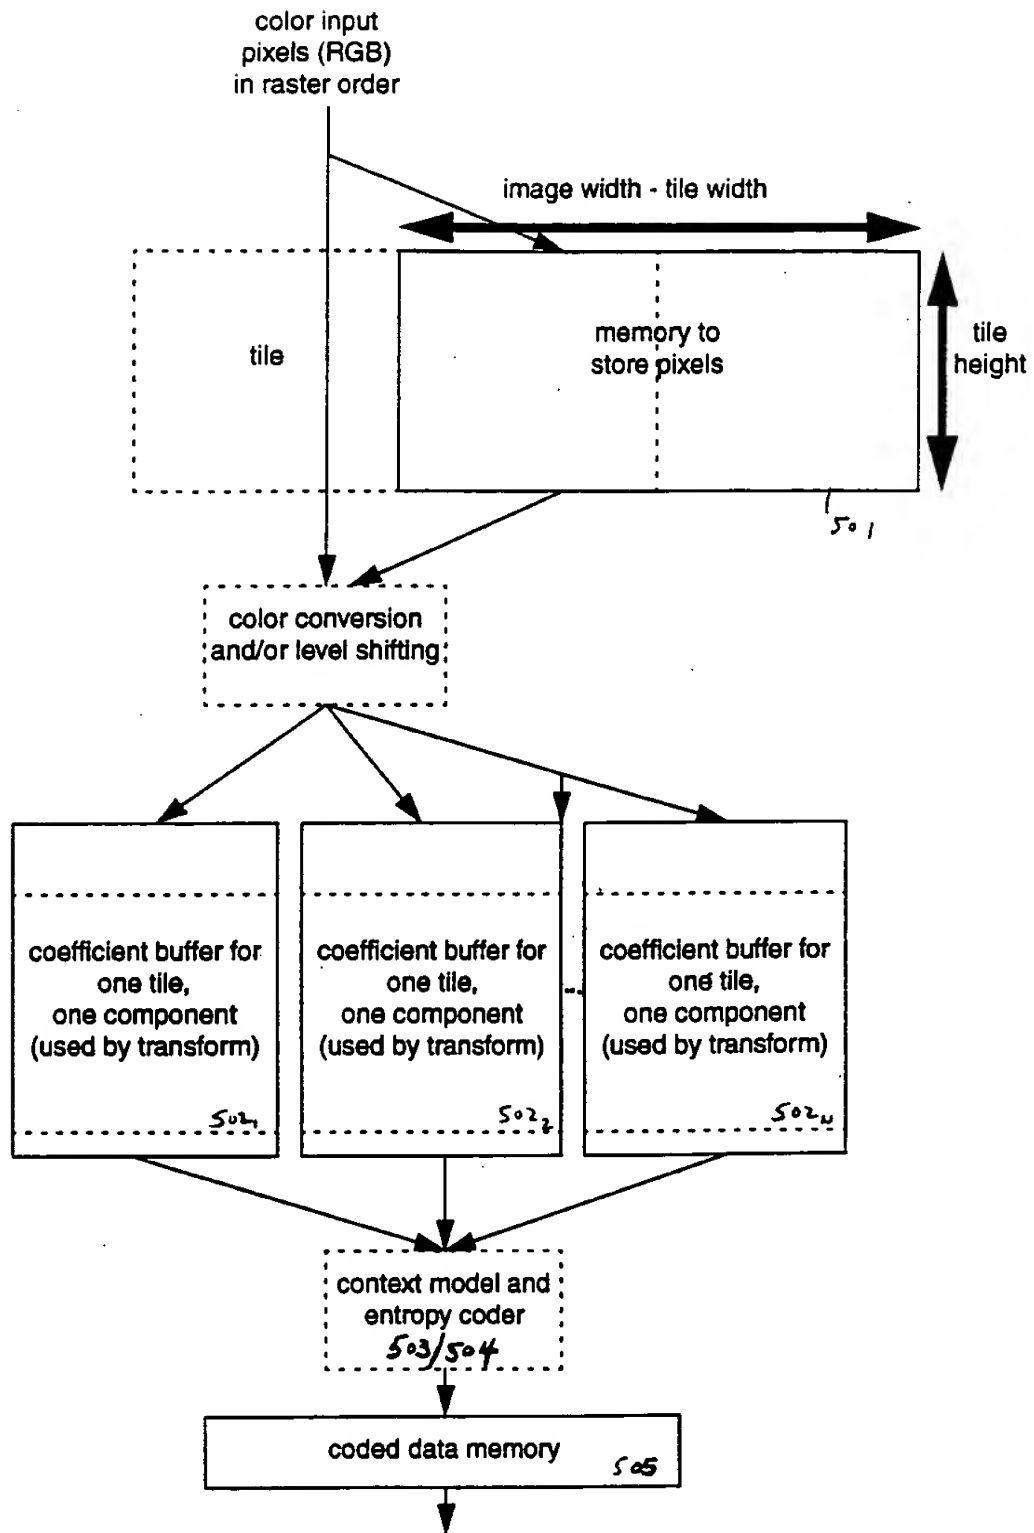 color input
pixels (RGB)
in raster order
image width - tile width
tile
memory to
store pixels
tile
height
501
color conversion
and/or level shifting
coefficient buffer for
one tile,
one component
(used by transform)
502₁
coefficient buffer for
one tile,
one component
(used by transform)
502₂
...
coefficient buffer for
one tile,
one component
(used by transform)
502N
context model and
entropy coder
503/504
coded data memory
505